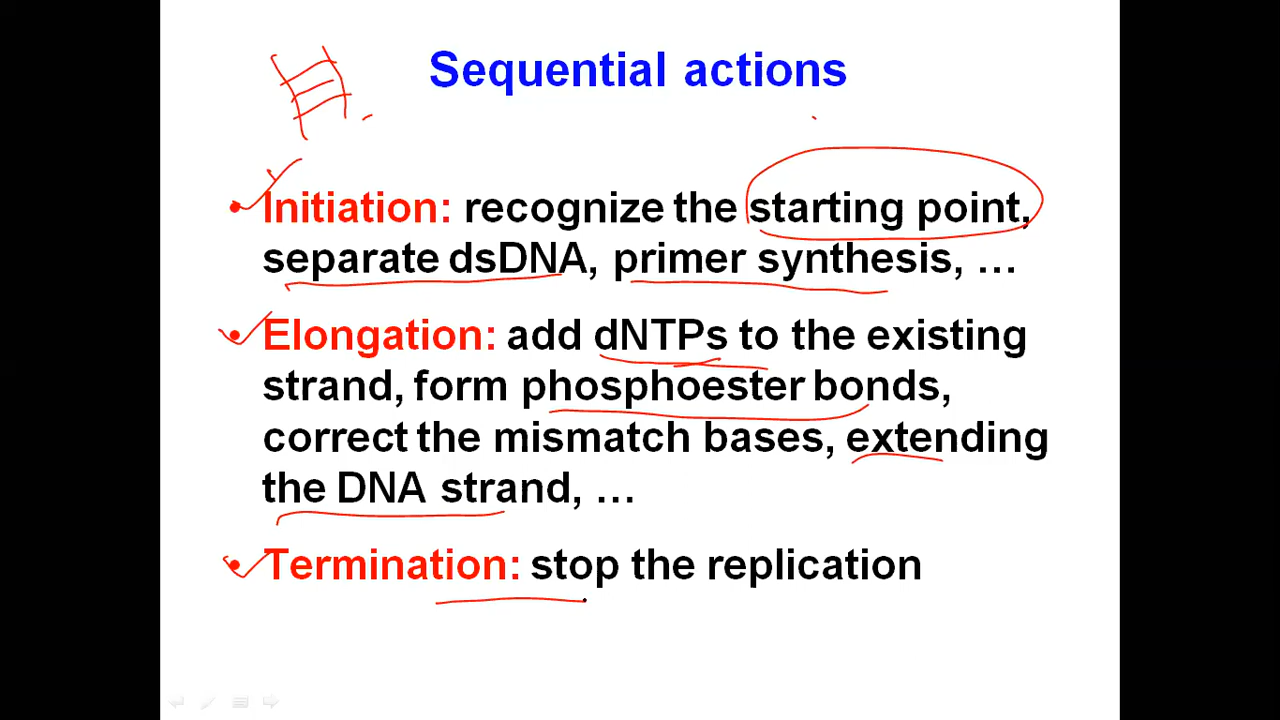 Sequential actions
• Initiation: recognize the starting point,
separate dsDNA, primer synthesis, …
• Elongation: add dNTPs to the existing
strand, form phosphoester bonds,
correct the mismatch bases, extending
the DNA strand, …
• Termination: stop the replication